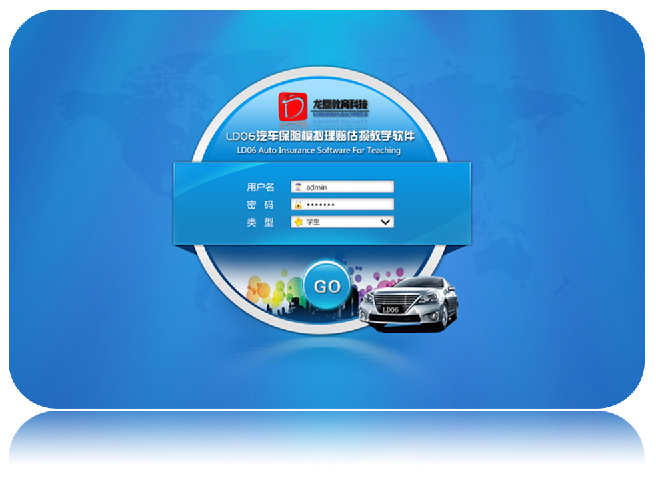 龙鼎教育科技
LD06汽车保险模拟理赔估损教学软件
LD06 Auto Insurance Software For Teaching
用户名 admin
密 码 •••••••
类 型 学生
GO
LD06